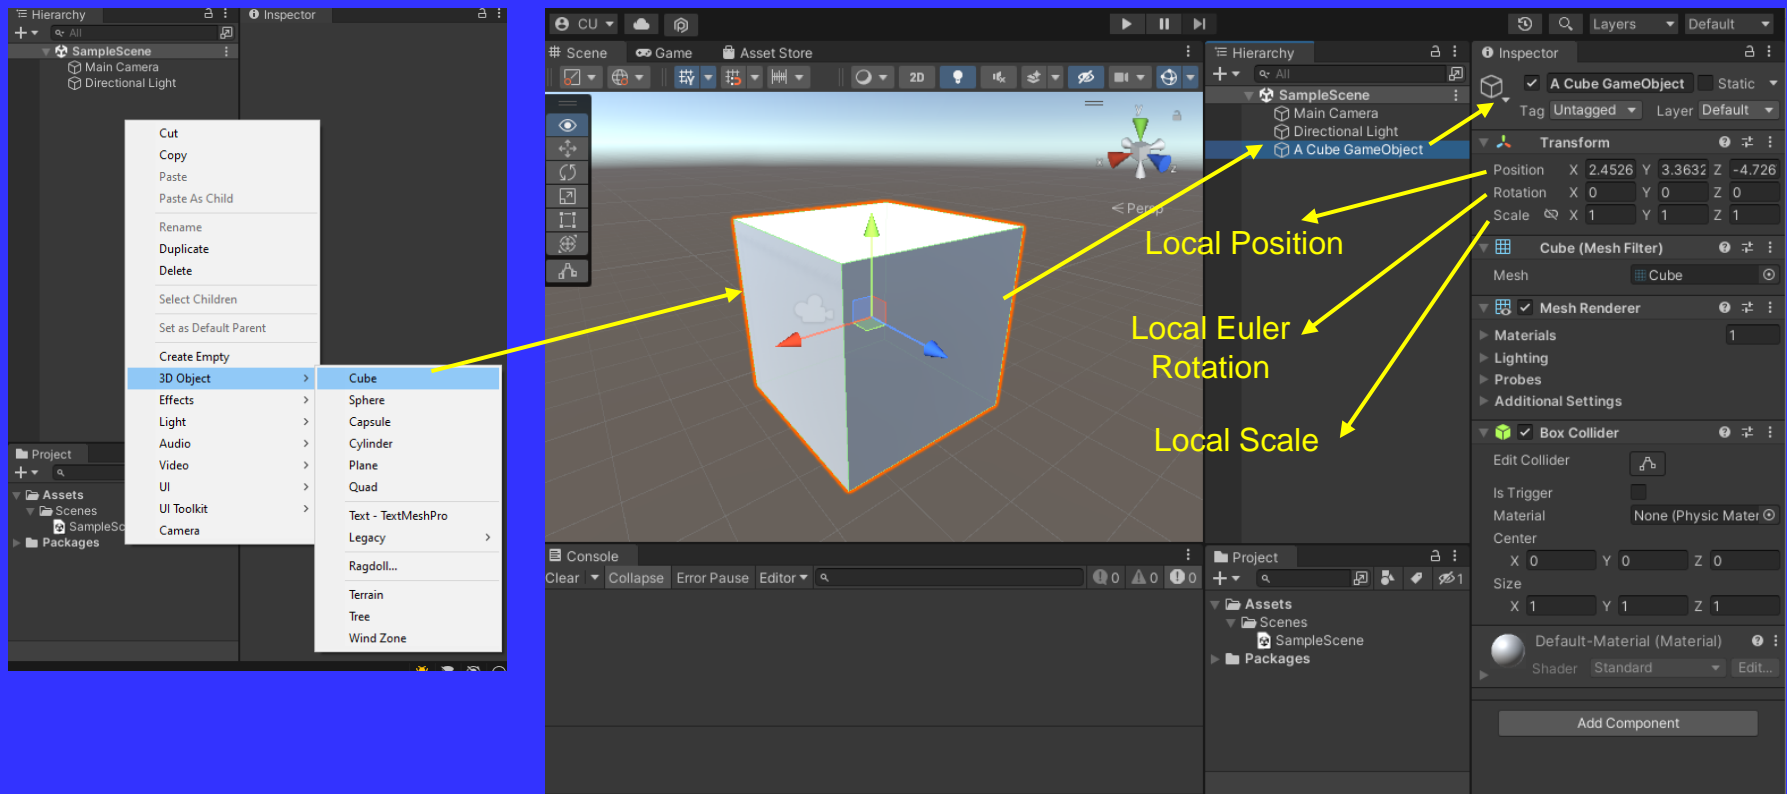 Hierarchy
Inspector
All
SampleScene
Main Camera
Directional Light
Cut
Copy
Paste
Paste As Child
Rename
Duplicate
Delete
Select Children
Set as Default Parent
Create Empty
3D Object
Effects
Light
Audio
Video
UI
UI Toolkit
Camera
Cube
Sphere
Capsule
Cylinder
Plane
Quad
Text - TextMeshPro
Legacy
Ragdoll...
Terrain
Tree
Wind Zone
Project
Assets
Scenes
SampleSc
Packages
CU
Layers
Default
Scene
Game
Asset Store
2D
y
x
z
Persp
Hierarchy
All
SampleScene
Main Camera
Directional Light
A Cube GameObject
Local Position
Local Euler
Rotation
Local Scale
Console
Clear
Collapse
Error Pause
Editor
0
0
0
Project
1
Assets
Scenes
SampleScene
Packages
Inspector
A Cube GameObject
Static
Tag Untagged Layer Default
Transform
Position X 2.4526 Y 3.3632 Z -4.726
Rotation X 0 Y 0 Z 0
Scale X 1 Y 1 Z 1
Cube (Mesh Filter)
Mesh Cube
Mesh Renderer
Materials 1
Lighting
Probes
Additional Settings
Box Collider
Edit Collider
Is Trigger
Material None (Physic Mater
Center
X 0 Y 0 Z 0
Size
X 1 Y 1 Z 1
Default-Material (Material)
Shader Standard Edit...
Add Component